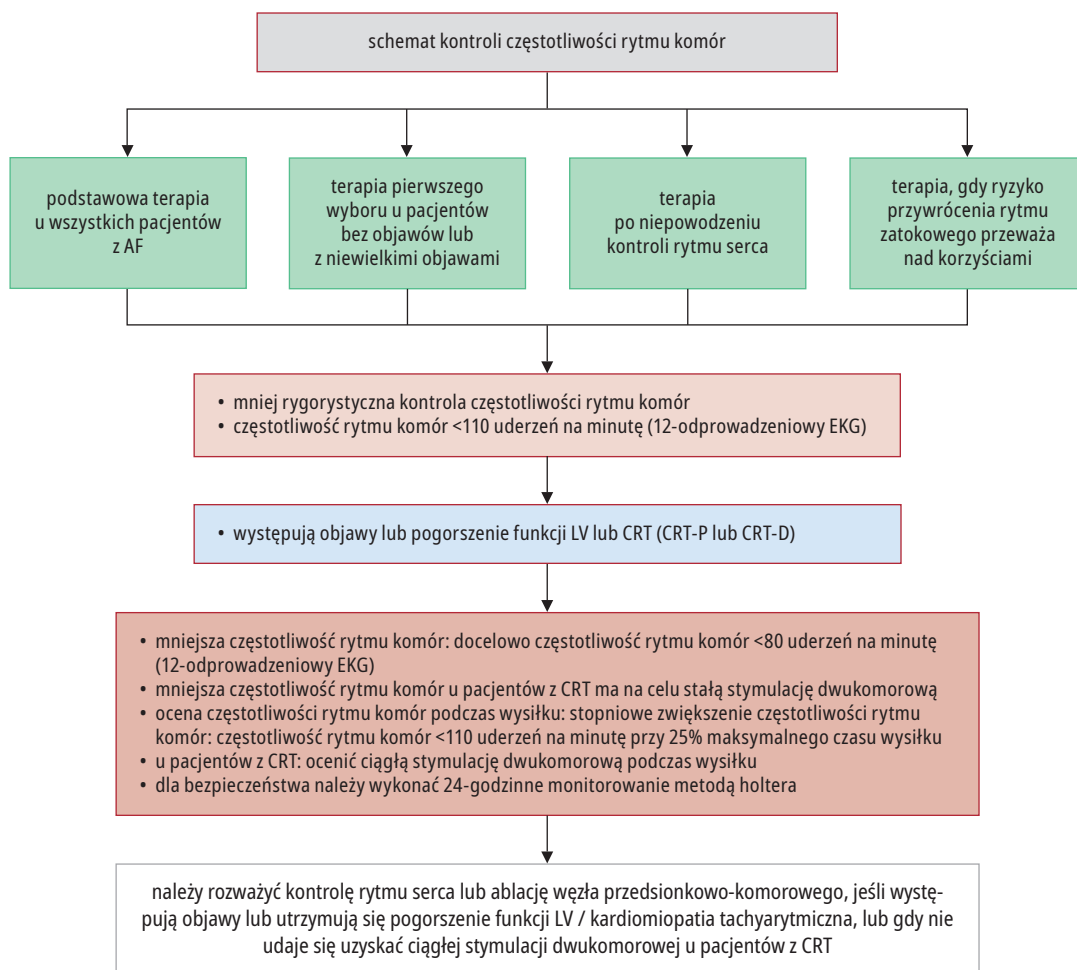 schemat kontroli częstotliwości rytmu komór
podstawowa terapia
u wszystkich pacjentów
z AF
terapia pierwszego
wyboru u pacjentów
bez objawów lub
z niewielkimi objawami
terapia
po niepowodzeniu
kontroli rytmu serca
terapia, gdy ryzyko
przywrócenia rytmu
zatokowego przeważa
nad korzyściami
• mniej rygorystyczna kontrola częstotliwości rytmu komór
• częstotliwość rytmu komór <110 uderzeń na minutę (12-odprowadzeniowy EKG)
• występują objawy lub pogorszenie funkcji LV lub CRT (CRT-P lub CRT-D)
• mniejsza częstotliwość rytmu komór: docelowo częstotliwość rytmu komór <80 uderzeń na minutę
(12-odprowadzeniowy EKG)
• mniejsza częstotliwość rytmu komór u pacjentów z CRT ma na celu stałą stymulację dwukomorową
• ocena częstotliwości rytmu komór podczas wysiłku: stopniowe zwiększenie częstotliwości rytmu
komór: częstotliwość rytmu komór <110 uderzeń na minutę przy 25% maksymalnego czasu wysiłku
• u pacjentów z CRT: ocenić ciągłą stymulację dwukomorową podczas wysiłku
• dla bezpieczeństwa należy wykonać 24-godzinne monitorowanie metodą holtera
należy rozważyć kontrolę rytmu serca lub ablację węzła przedsionkowo-komorowego, jeśli wystę-
pują objawy lub utrzymują się pogorszenie funkcji LV / kardiomiopatia tachyarytmiczna, lub gdy nie
udaje się uzyskać ciągłej stymulacji dwukomorowej u pacjentów z CRT